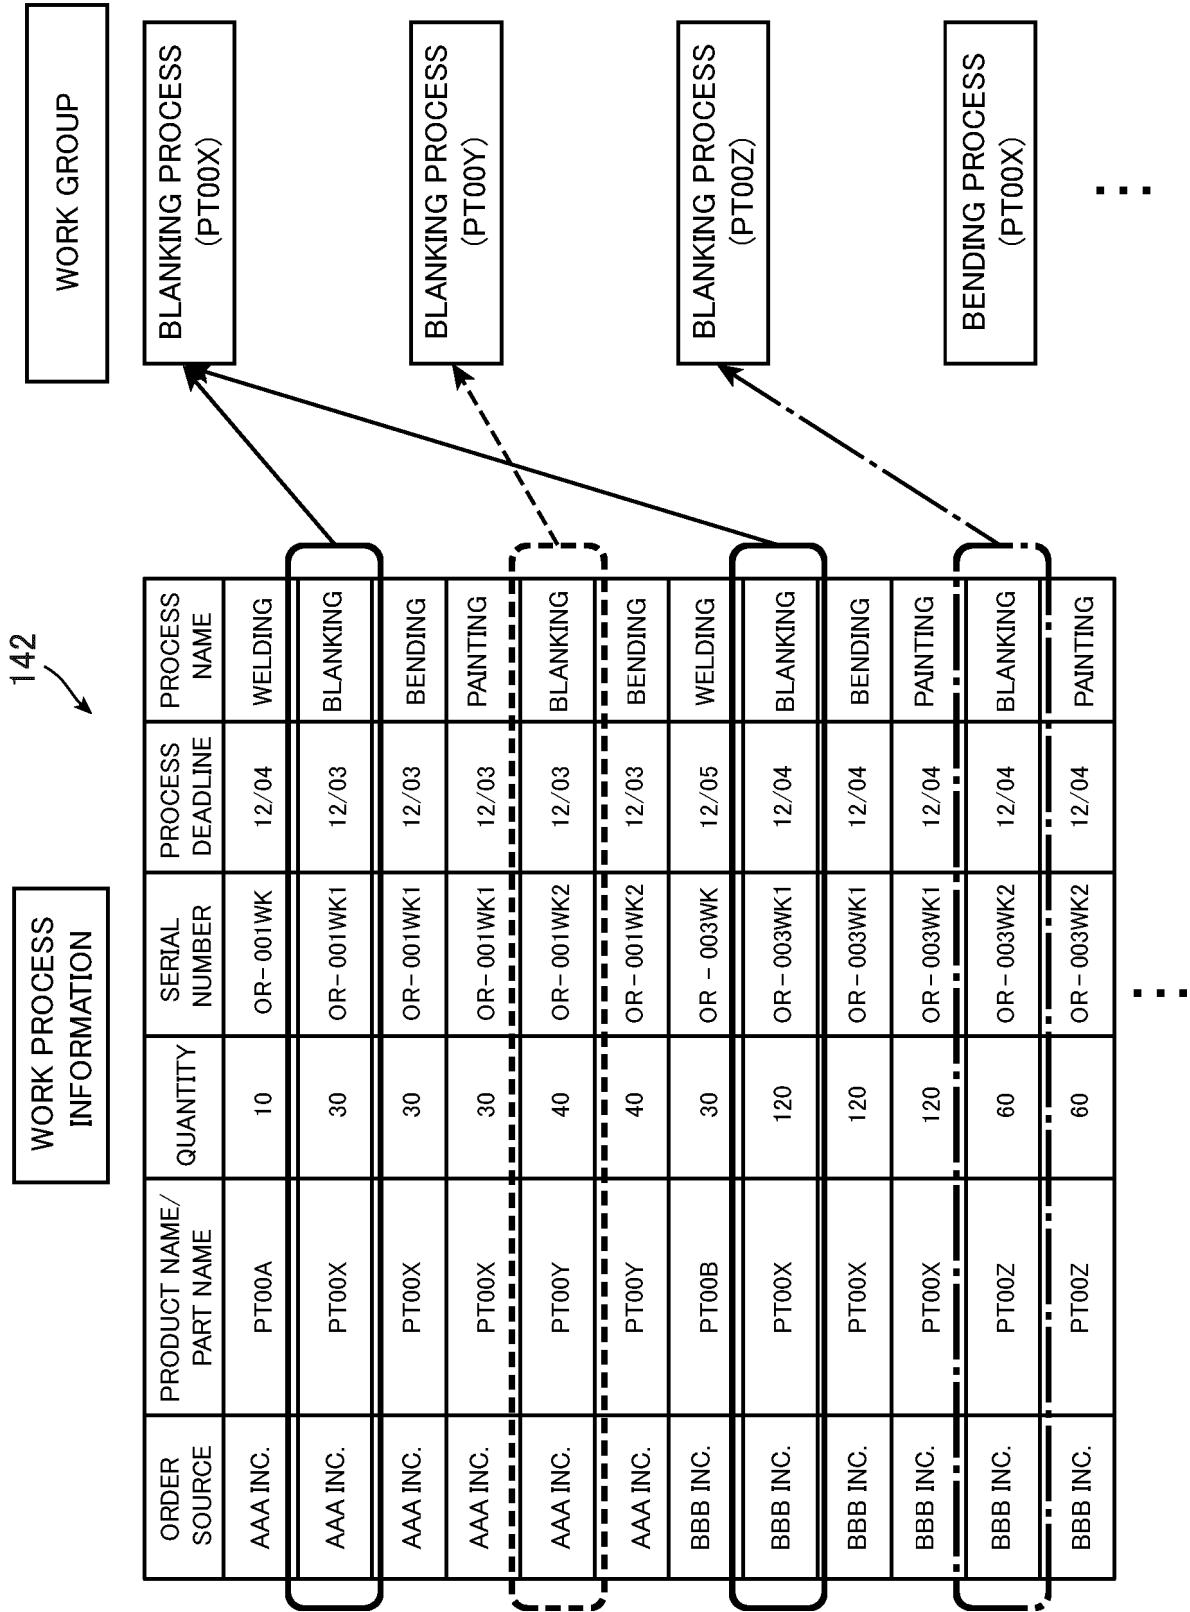 142
WORK PROCESS
INFORMATION
WORK GROUP
ORDER
SOURCE
PRODUCT NAME/
PART NAME
QUANTITY
SERIAL
NUMBER
PROCESS
DEADLINE
PROCESS
NAME
AAA INC. PT00A 10 OR-001WK 12/04 WELDING
AAA INC. PT00X 30 OR-001WK1 12/03 BLANKING
AAA INC. PT00X 30 OR-001WK1 12/03 BENDING
AAA INC. PT00X 30 OR-001WK1 12/03 PAINTING
AAA INC. PT00Y 40 OR-001WK2 12/03 BLANKING
AAA INC. PT00Y 40 OR-001WK2 12/03 BENDING
BBB INC. PT00B 30 OR-003WK 12/05 WELDING
BBB INC. PT00X 120 OR-003WK1 12/04 BLANKING
BBB INC. PT00X 120 OR-003WK1 12/04 BENDING
BBB INC. PT00X 120 OR-003WK1 12/04 PAINTING
BBB INC. PT00Z 60 OR-003WK2 12/04 BLANKING
BBB INC. PT00Z 60 OR-003WK2 12/04 PAINTING
...
BLANKING PROCESS
(PT00X)
BLANKING PROCESS
(PT00Y)
BLANKING PROCESS
(PT00Z)
BENDING PROCESS
(PT00X)
...